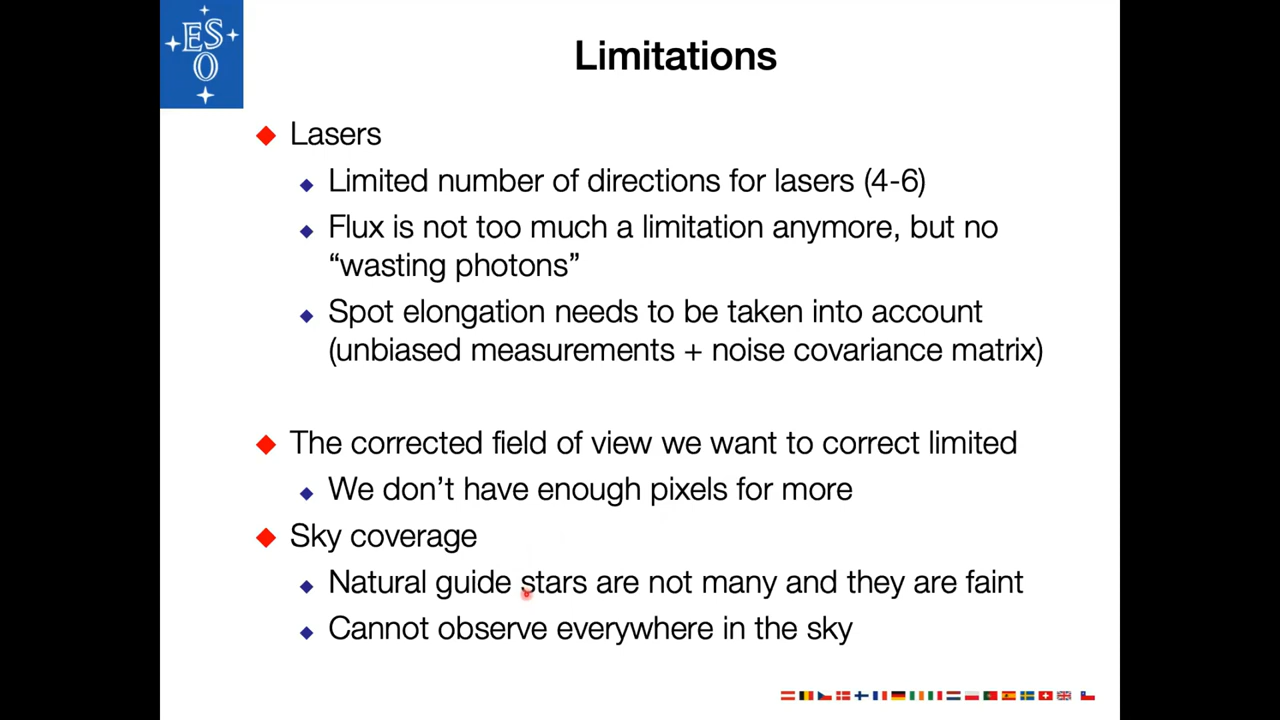 ES
O
Limitations
Lasers
Limited number of directions for lasers (4-6)
Flux is not too much a limitation anymore, but no
“wasting photons”
Spot elongation needs to be taken into account
(unbiased measurements + noise covariance matrix)
The corrected field of view we want to correct limited
We don’t have enough pixels for more
Sky coverage
Natural guide stars are not many and they are faint
Cannot observe everywhere in the sky